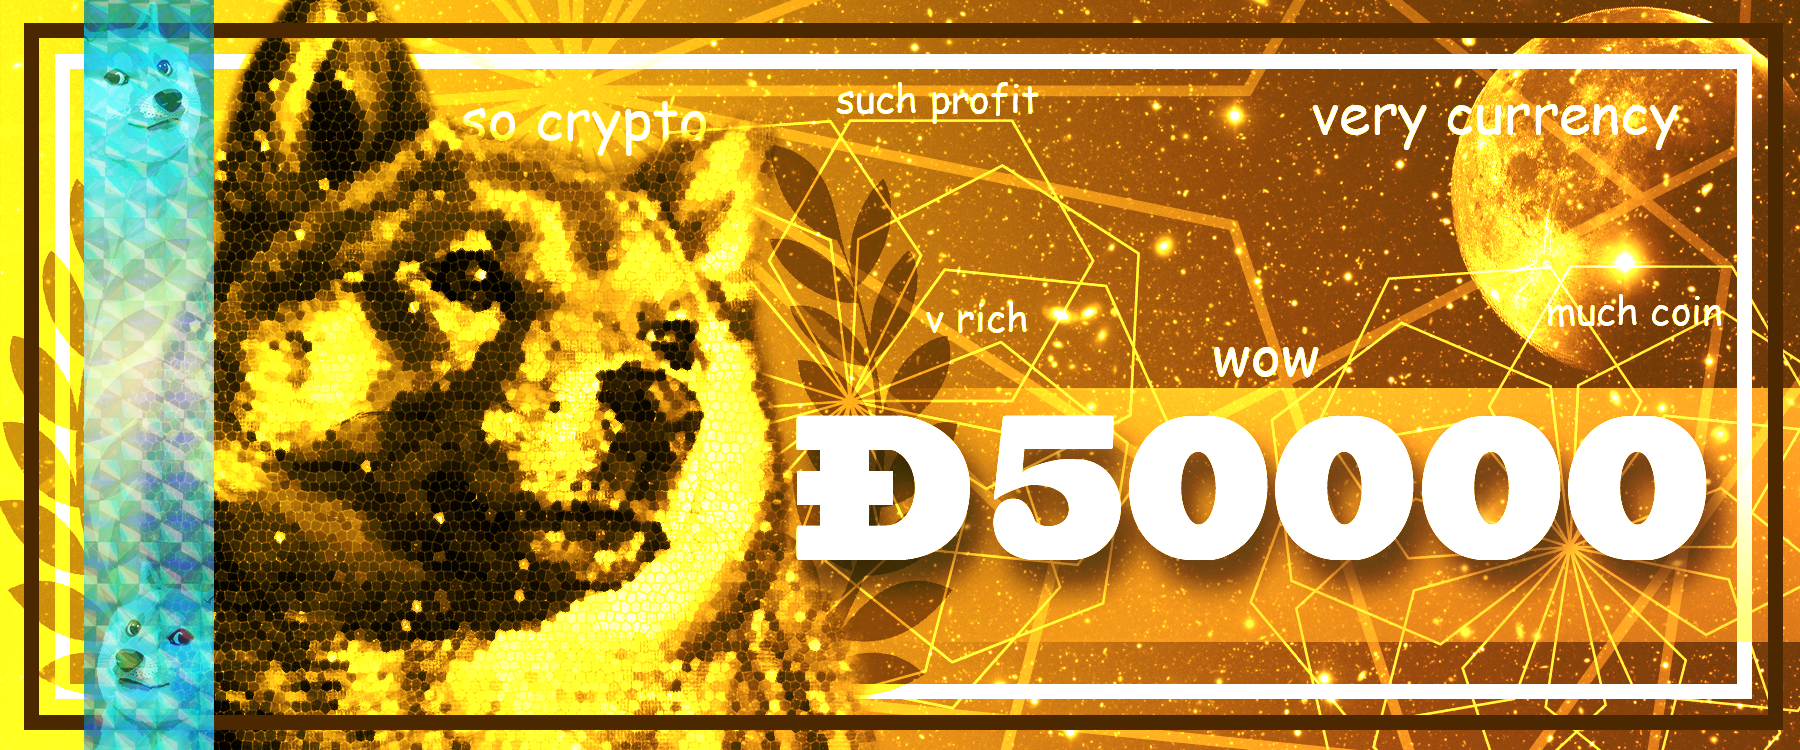 so crypto
such profit
very currency
v rich
much coin
wow
Ð50000